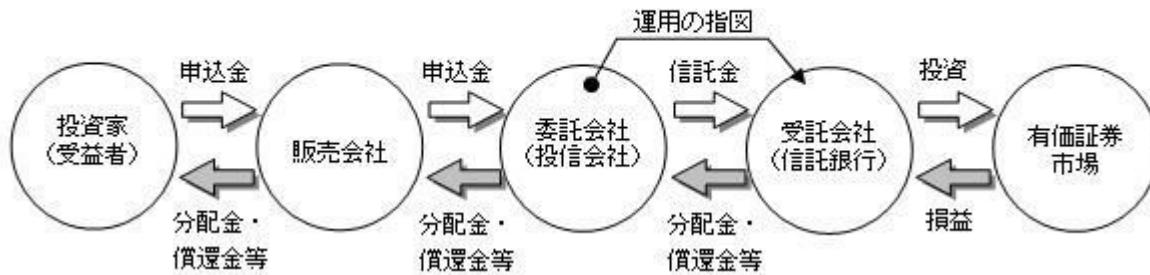 運用の指図
申込金
申込金
信託金
投資
投資家
（受益者）
販売会社
委託会社
（投信会社）
受託会社
（信託銀行）
有価証券
市場
分配金・
償還金等
分配金・
償還金等
分配金・
償還金等
損益